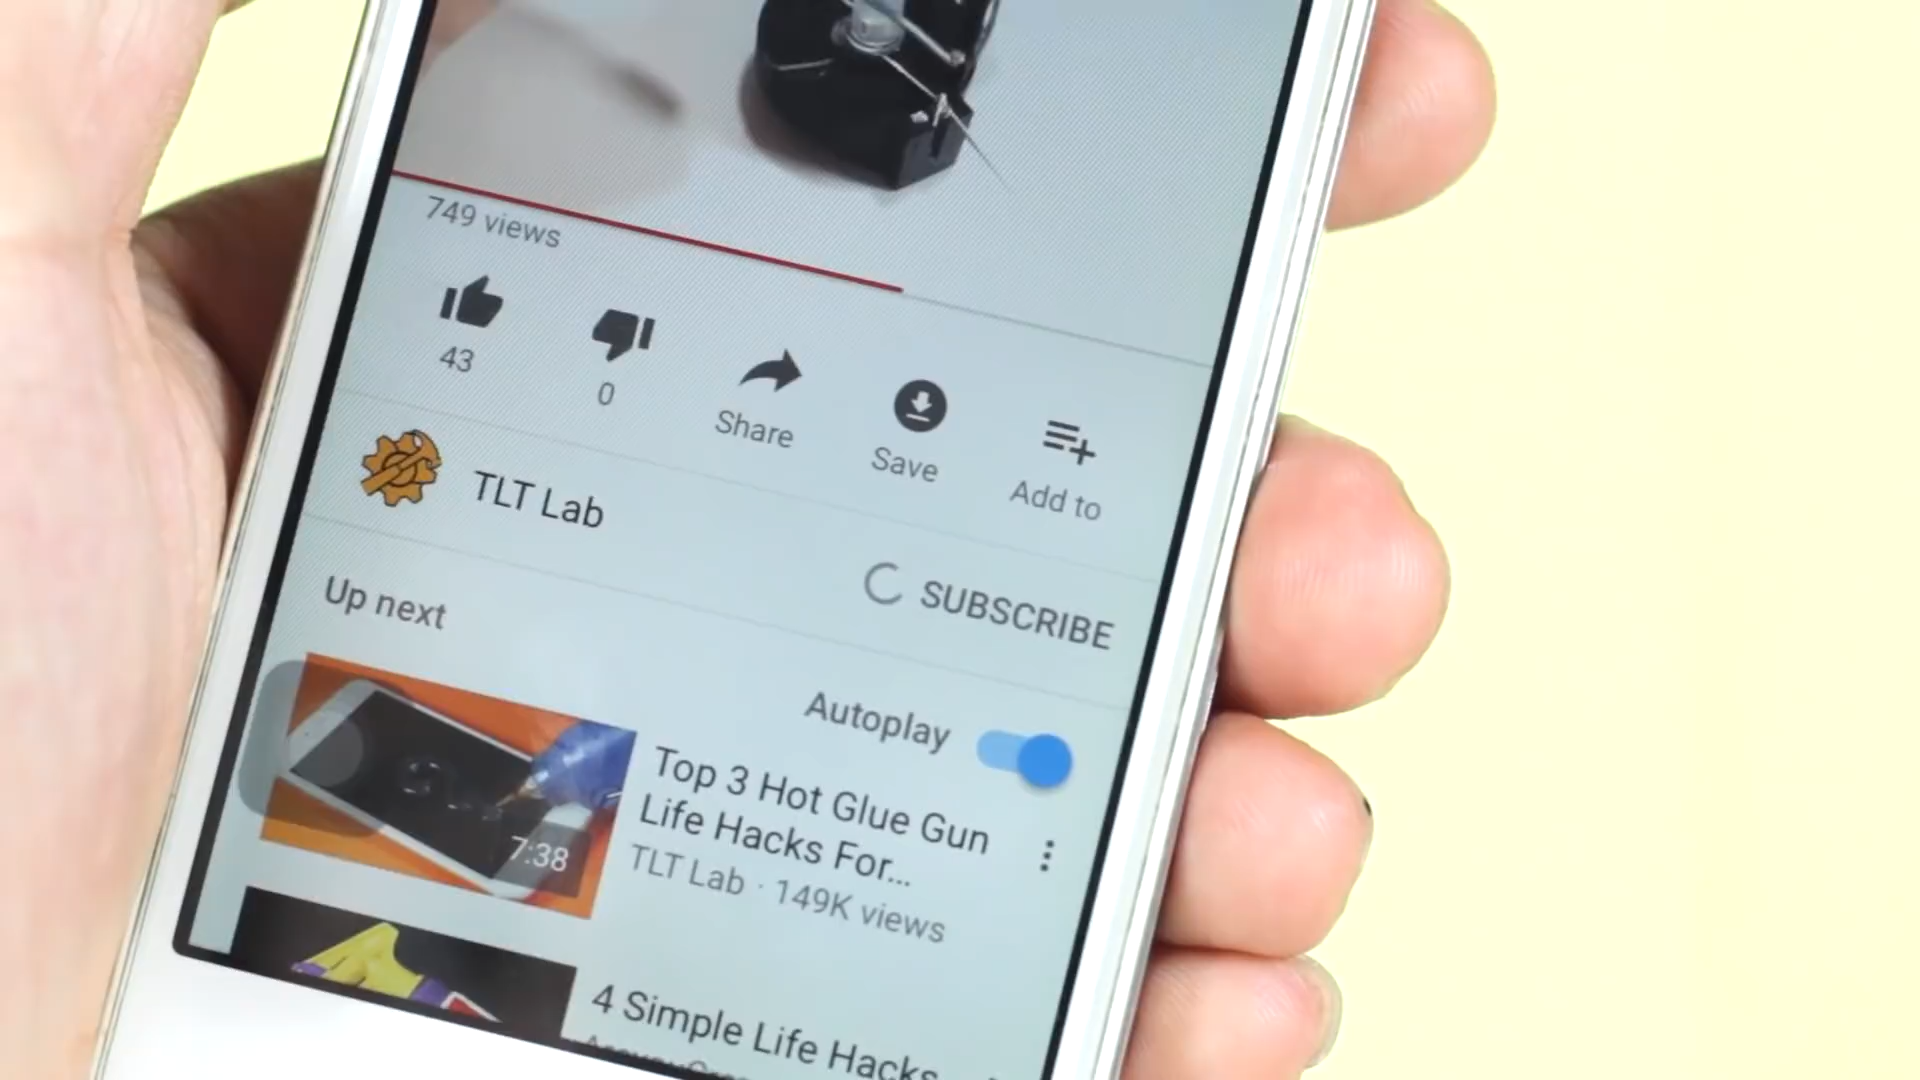 749 views
43
0
Share
Save
Add to
TLT Lab
SUBSCRIBE
Up next
Autoplay
7:38
Top 3 Hot Glue Gun
Life Hacks For...
TLT Lab · 149K views
4 Simple Life Hacks